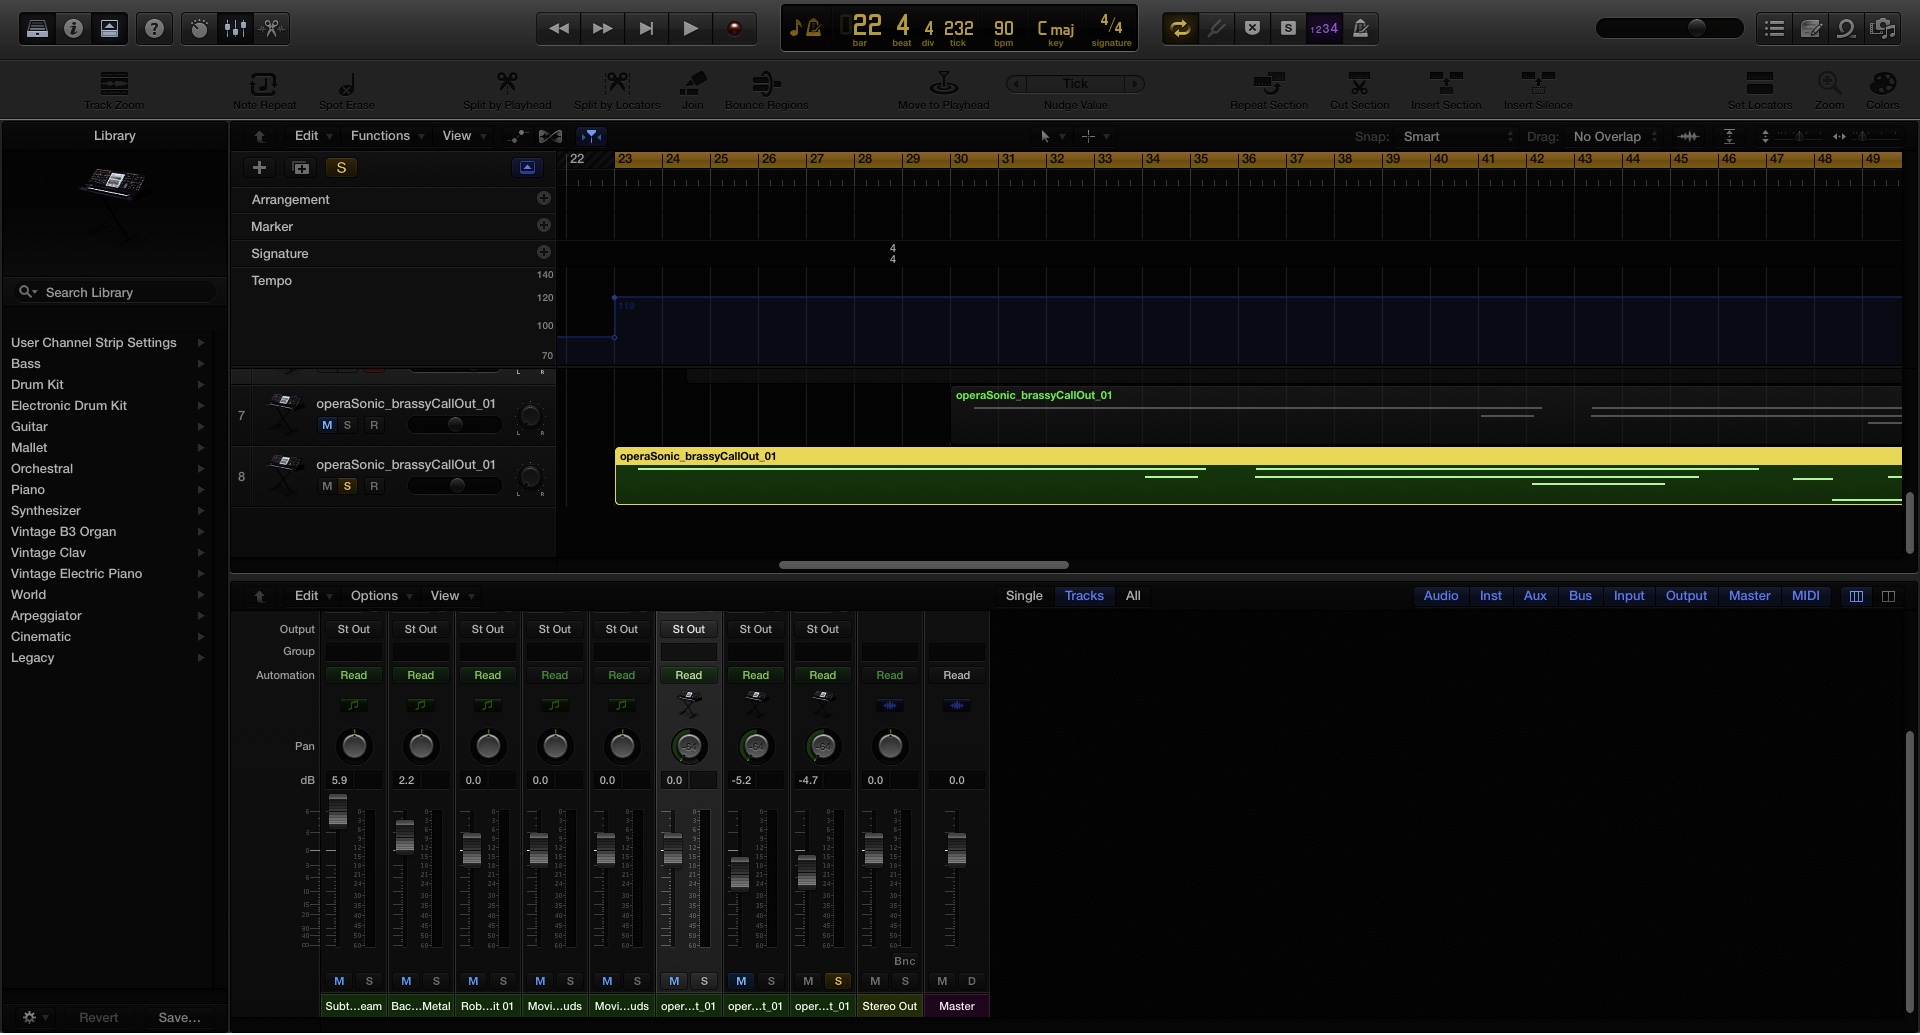 22 4 4 232 90 C maj 4/4
bar beat div tick bpm key signature
1234
Track Zoom Note Repeat Spot Erase Split by Playhead Split by Locators Join Bounce Regions Move to Playhead Tick Nudge Value Repeat Section Cut Section Insert Section Insert Silence Set Locators Zoom Colors
Library
Edit Functions View Snap: Smart Drag: No Overlap
S
22 23 24 25 26 27 28 29 30 31 32 33 34 35 36 37 38 39 40 41 42 43 44 45 46 47 48 49
Arrangement
Marker
Signature 4 4
Tempo 140
120
100
70
Search Library
User Channel Strip Settings
Bass
Drum Kit
Electronic Drum Kit
Guitar
Mallet
Orchestral
Piano
Synthesizer
Vintage B3 Organ
Vintage Clav
Vintage Electric Piano
World
Arpeggiator
Cinematic
Legacy
Revert Save...
7 operaSonic_brassyCallOut_01
M S R L R
operaSonic_brassyCallOut_01
8 operaSonic_brassyCallOut_01
M S R L R
operaSonic_brassyCallOut_01
Edit Options View Single Tracks All Audio Inst Aux Bus Input Output Master MIDI
Output St Out St Out St Out St Out St Out St Out St Out St Out
Group
Automation Read Read Read Read Read Read Read Read Read Read
Pan -64 -64 -64
dB 5.9 2.2 0.0 0.0 0.0 0.0 -5.2 -4.7 0.0 0.0
Bnc
M S M S M S M S M S M S M S M S M S M D
Subt...eam Bac...Metal Rob...it 01 Movi...uds Movi...uds oper...t_01 oper...t_01 oper...t_01 Stereo Out Master